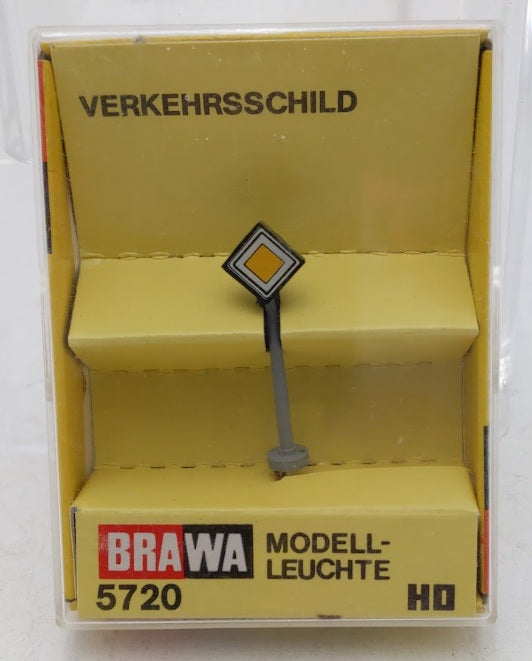 VERKEHRSSCHILD
BRAWA
MODELL-
LEUCHTE
5720
HO